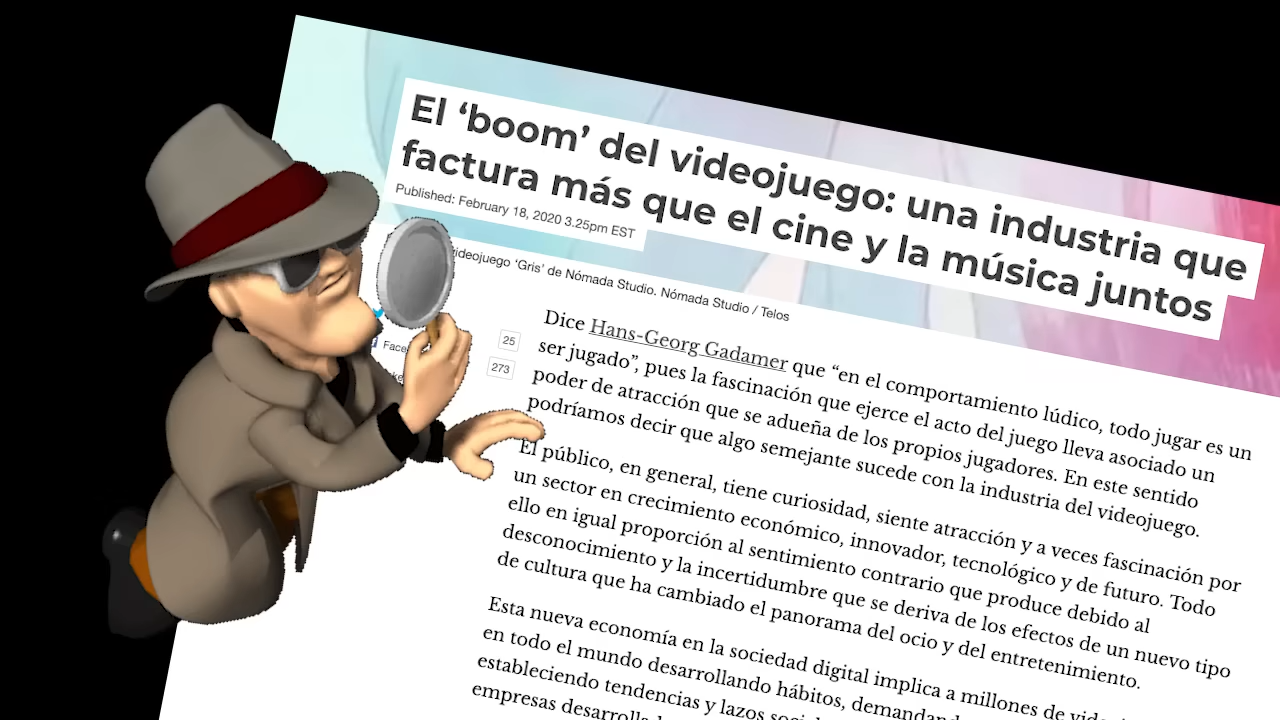 El ‘boom’ del videojuego: una industria que
factura más que el cine y la música juntos
Published: February 18, 2020 3.25pm EST
videojuego ‘Gris’ de Nómada Studio. Nómada Studio / Telos
25
273
Dice Hans-Georg Gadamer que “en el comportamiento lúdico, todo jugar es un
ser jugado”, pues la fascinación que ejerce el acto del juego lleva asociado un
poder de atracción que se adueña de los propios jugadores. En este sentido
podríamos decir que algo semejante sucede con la industria del videojuego.
El público, en general, tiene curiosidad, siente atracción y a veces fascinación por
un sector en crecimiento económico, innovador, tecnológico y de futuro. Todo
ello en igual proporción al sentimiento contrario que produce debido al
desconocimiento y la incertidumbre que se deriva de los efectos de un nuevo tipo
de cultura que ha cambiado el panorama del ocio y del entretenimiento.
Esta nueva economía en la sociedad digital implica a millones de
en todo el mundo desarrollando hábitos,
estableciendo tendencias y lazos
empresas